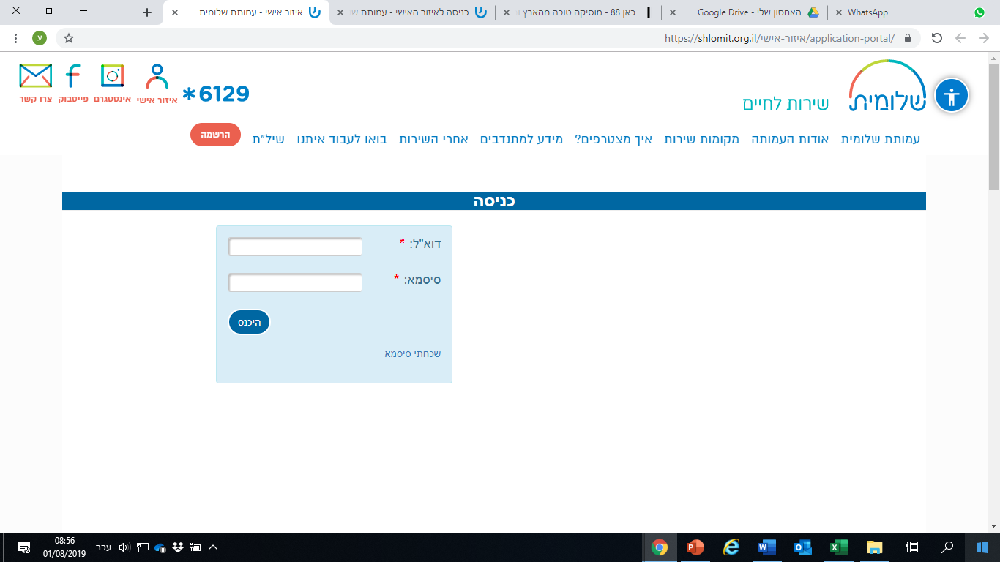 WhatsApp
האחסון שלי - Google Drive
כאן 88 - מוסיקה טובה מהארץ
כניסה לאיזור האישי - עמותת ש
איזור אישי - עמותת שלומית
https://shlomit.org.il/איזור-אישי/application-portal/
ע
שלומית
שירות לחיים
*6129
איזור אישי
אינסטגרם
פייסבוק
צרו קשר
עמותת שלומית
אודות העמותה
מקומות שירות
איך מצטרפים?
מידע למתנדבים
אחרי השירות
בואו לעבוד איתנו
שיל"ת
הרשמה
כניסה
דוא"ל: *
סיסמא: *
היכנס
שכחתי סיסמא
עבר
08:56
01/08/2019